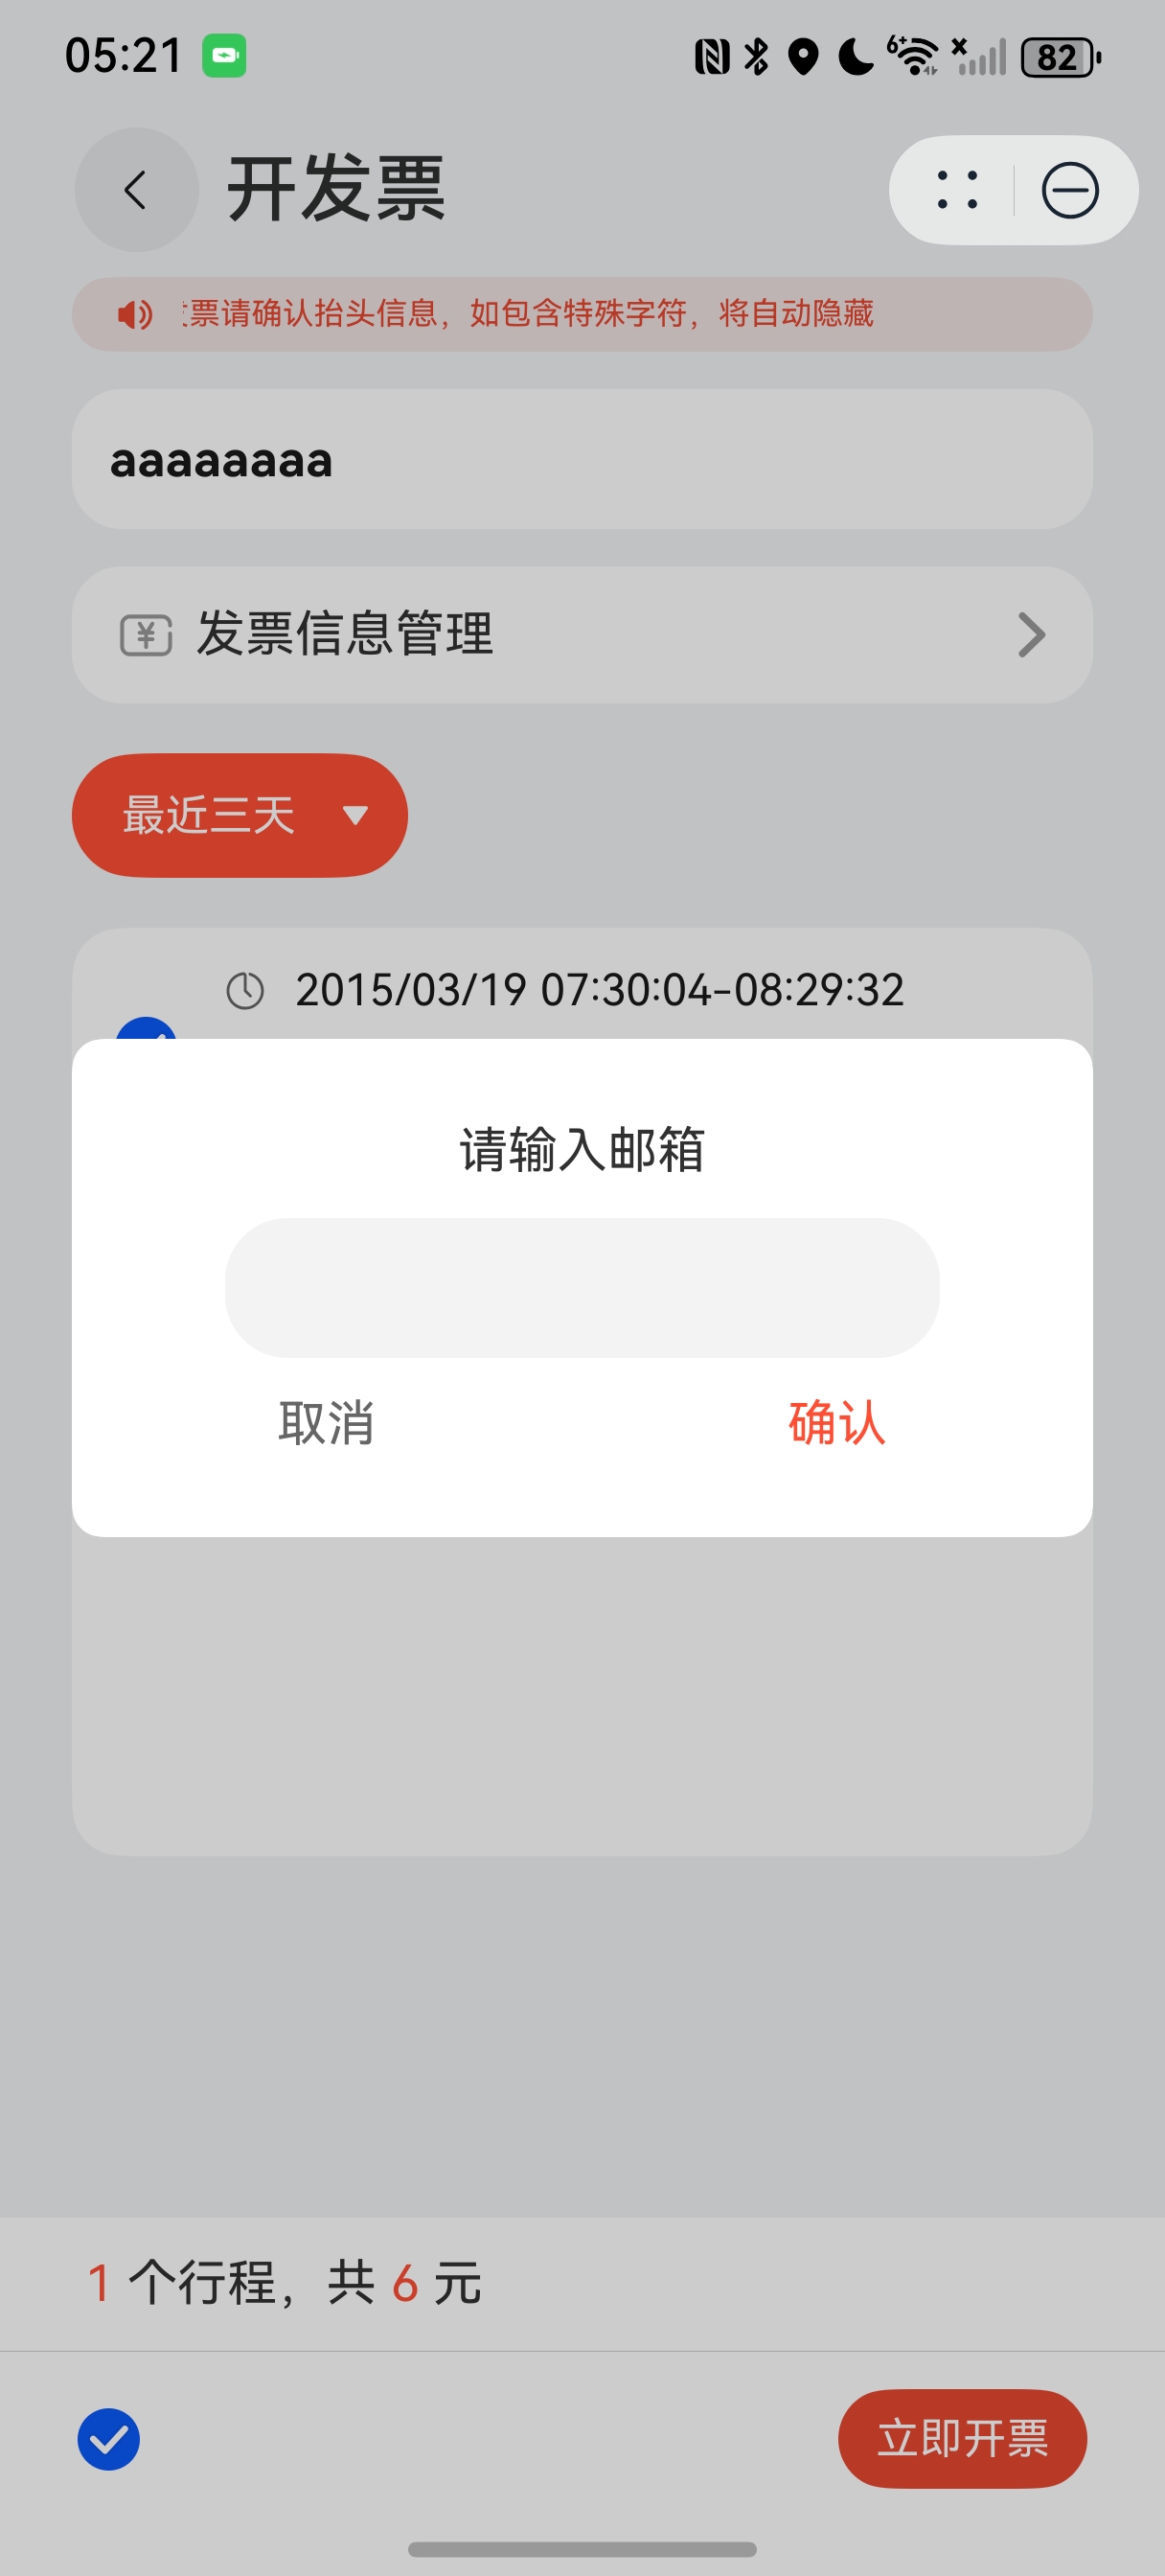 05:21
82
开发票
票请确认抬头信息，如包含特殊字符，将自动隐藏
aaaaaaaa
发票信息管理
最近三天
2015/03/19 07:30:04-08:29:32
请输入邮箱
取消
确认
1 个行程，共 6 元
立即开票